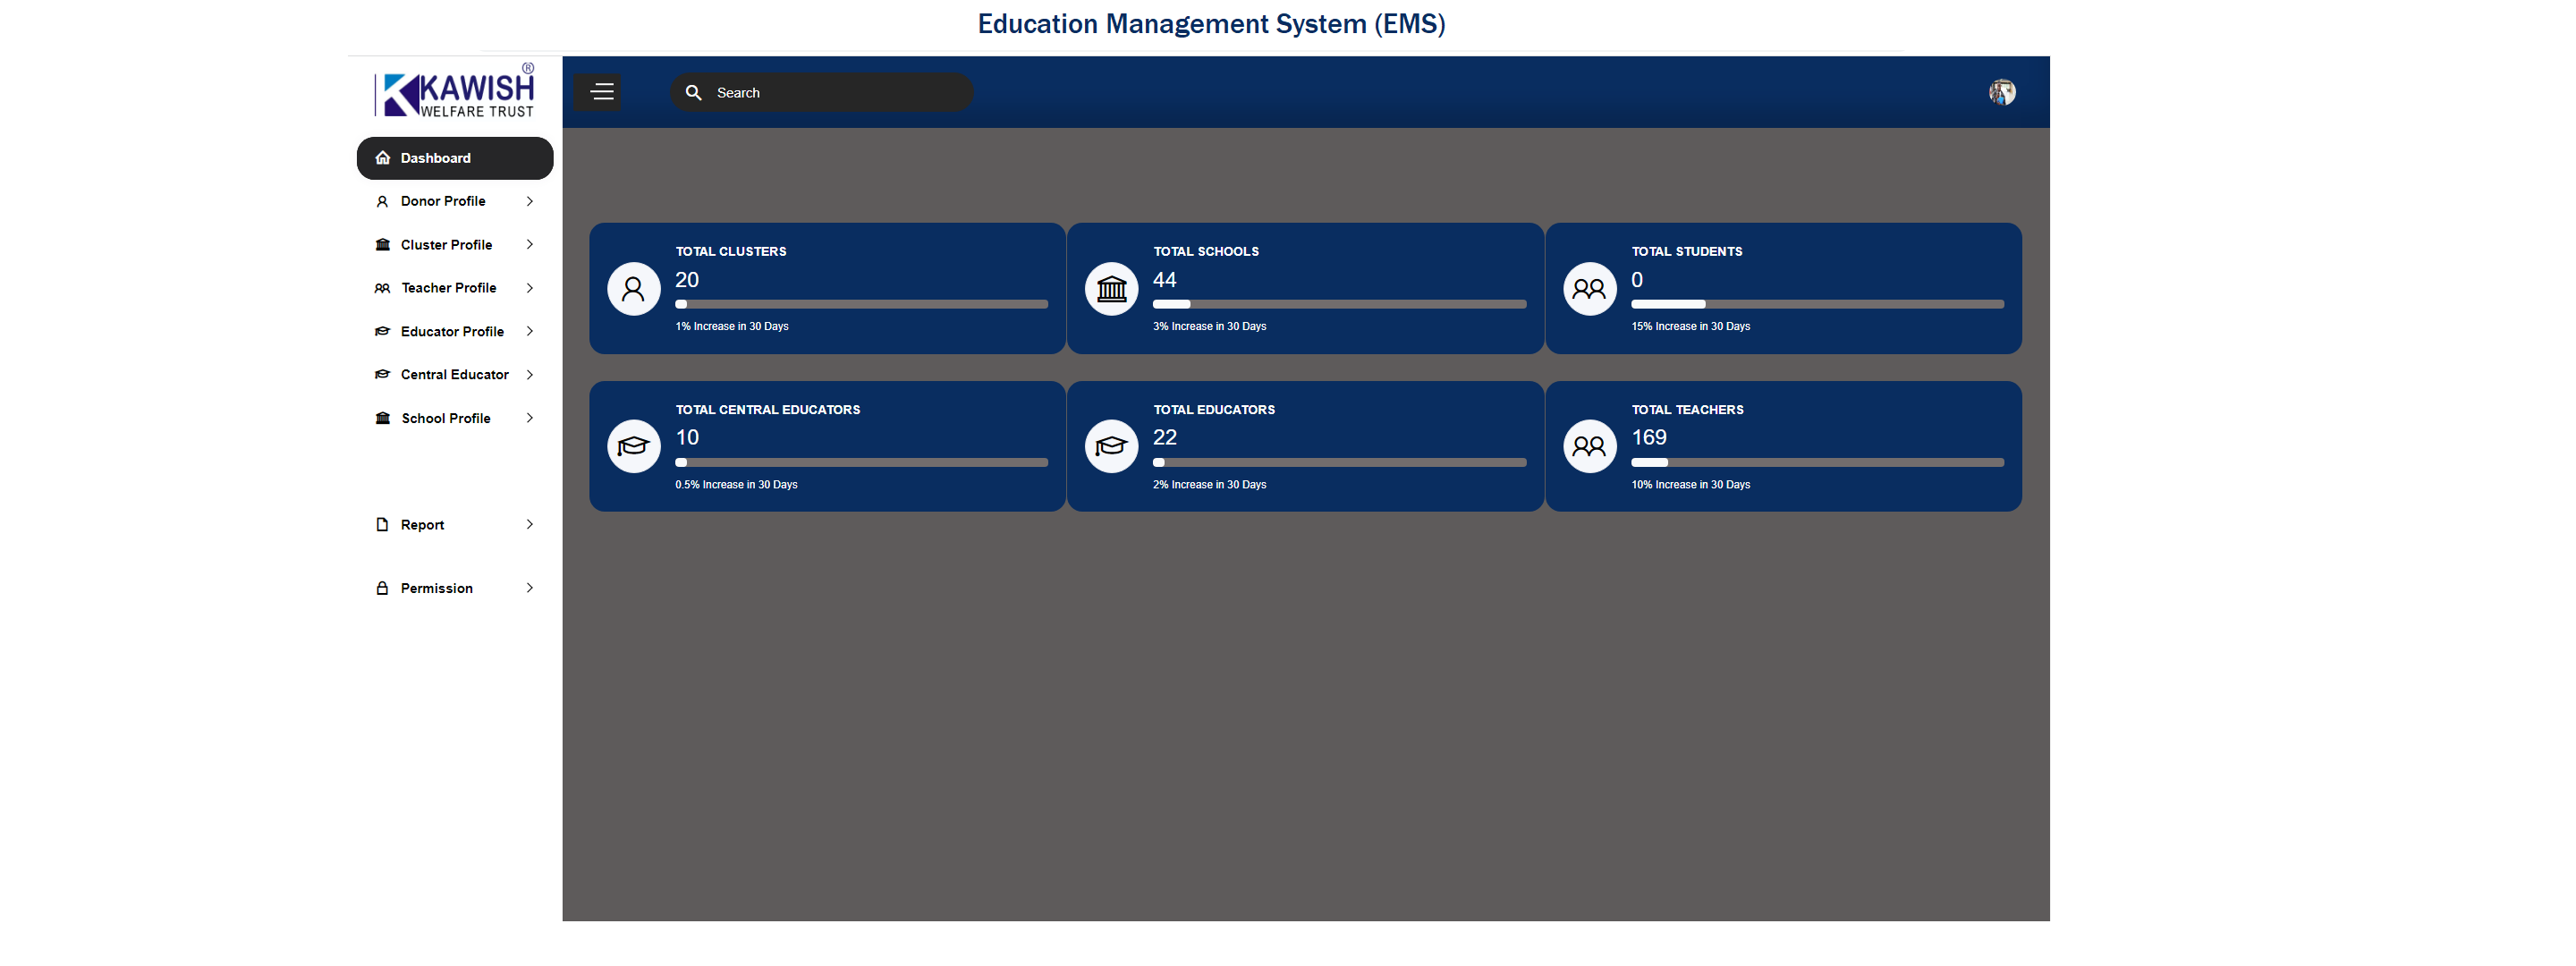 Education Management System (EMS)
KAWISH®
WELFARE TRUST
Search
Dashboard
Donor Profile
Cluster Profile
Teacher Profile
Educator Profile
Central Educator
School Profile
Report
Permission
TOTAL CLUSTERS
20
1% Increase in 30 Days
TOTAL SCHOOLS
44
3% Increase in 30 Days
TOTAL STUDENTS
0
15% Increase in 30 Days
TOTAL CENTRAL EDUCATORS
10
0.5% Increase in 30 Days
TOTAL EDUCATORS
22
2% Increase in 30 Days
TOTAL TEACHERS
169
10% Increase in 30 Days